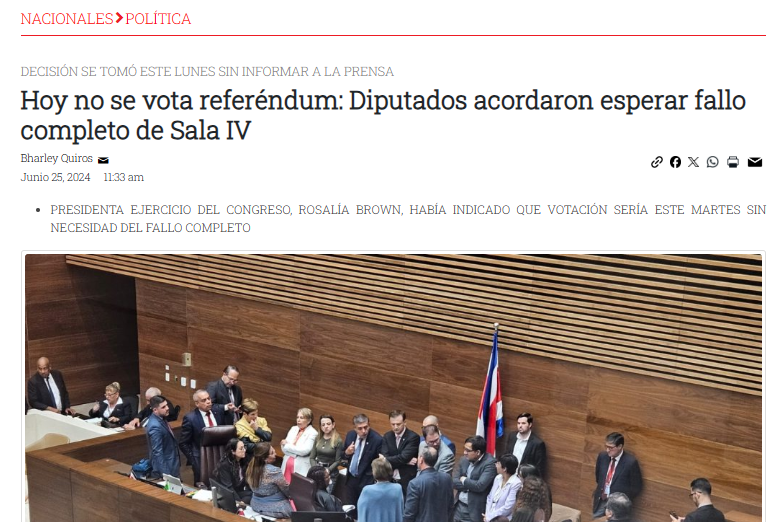 NACIONALES POLÍTICA
DECISIÓN SE TOMÓ ESTE LUNES SIN INFORMAR A LA PRENSA
Hoy no se vota referéndum: Diputados acordaron esperar fallo
completo de Sala IV
Bharley Quiros
Junio 25, 2024 11:33 am
• PRESIDENTA EJERCICIO DEL CONGRESO, ROSALÍA BROWN, HABÍA INDICADO QUE VOTACIÓN SERÍA ESTE MARTES SIN
NECESIDAD DEL FALLO COMPLETO